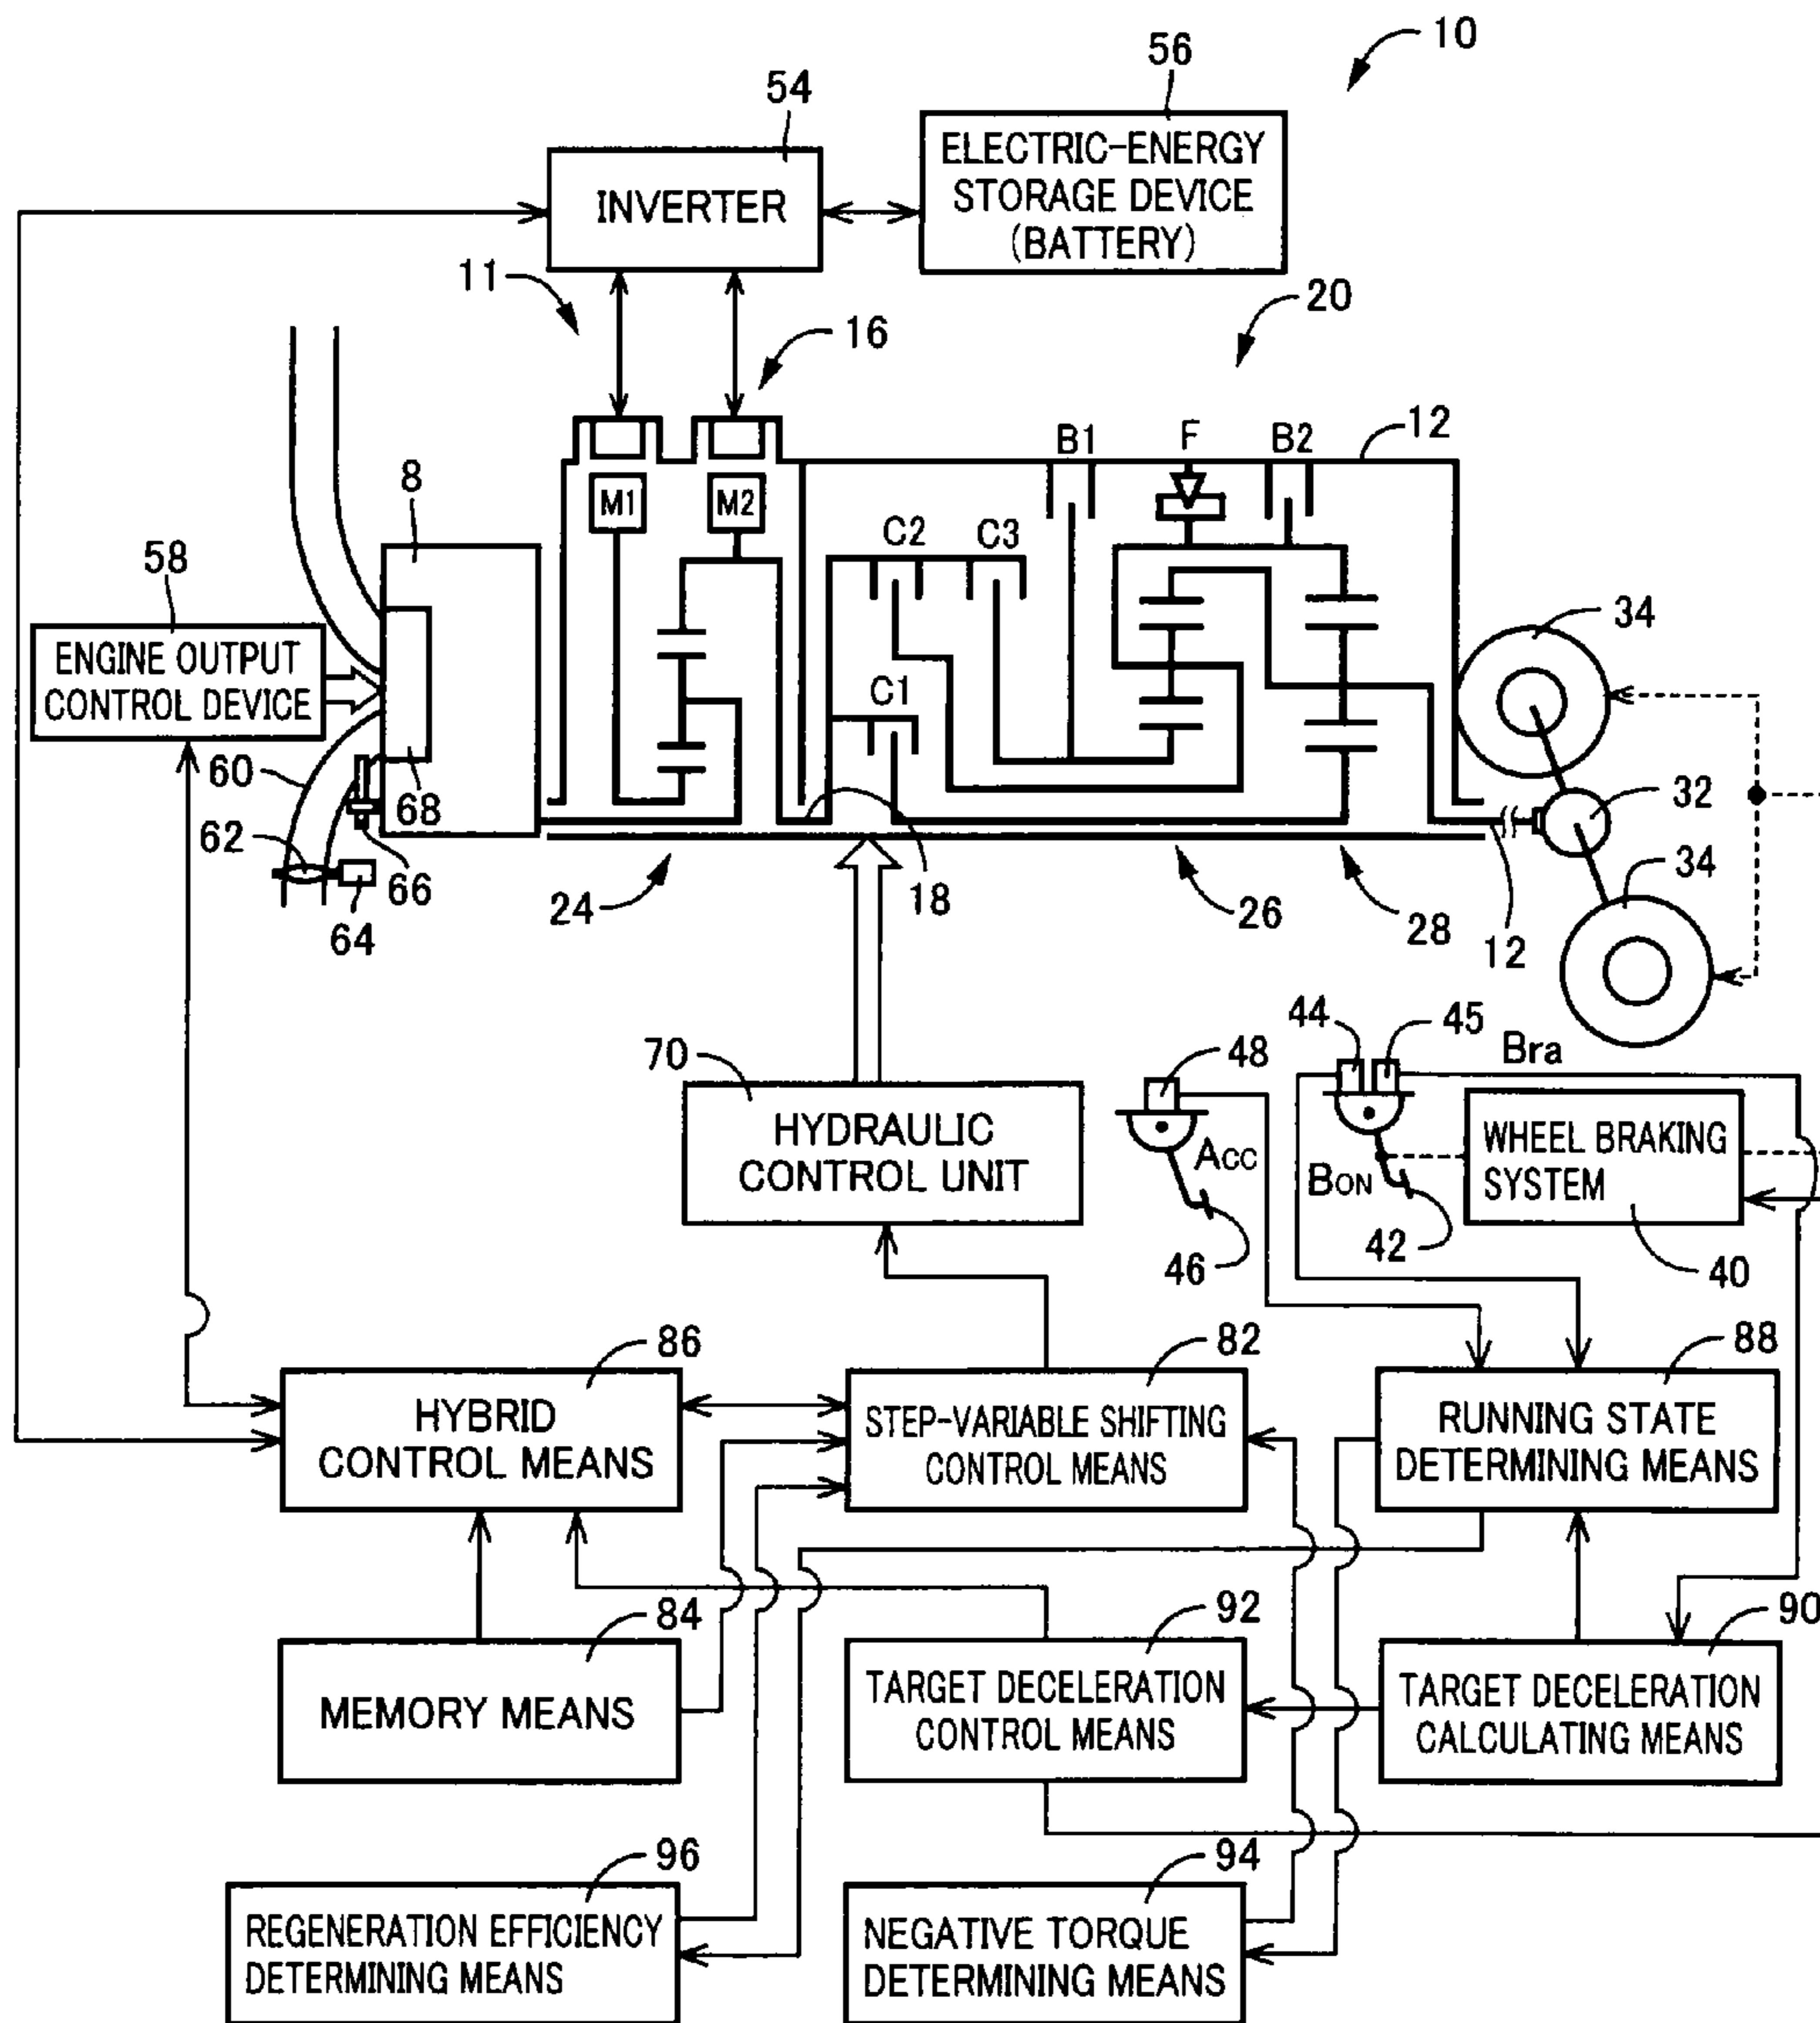 10
56
54
ELECTRIC-ENERGY
STORAGE DEVICE
(BATTERY)
INVERTER
11
16
20
B1
F
B2
12
8
M1
M2
C2
C3
58
34
ENGINE OUTPUT
CONTROL DEVICE
C1
60
68
32
62
66
64
24
18
26
28
12
34
44
45
Bra
70
48
HYDRAULIC
CONTROL UNIT
ACC
BON
WHEEL BRAKING
SYSTEM
46
42
40
86
82
88
HYBRID
CONTROL MEANS
STEP-VARIABLE SHIFTING
CONTROL MEANS
RUNNING STATE
DETERMINING MEANS
84
92
90
MEMORY MEANS
TARGET DECELERATION
CONTROL MEANS
TARGET DECELERATION
CALCULATING MEANS
96
94
REGENERATION EFFICIENCY
DETERMINING MEANS
NEGATIVE TORQUE
DETERMINING MEANS